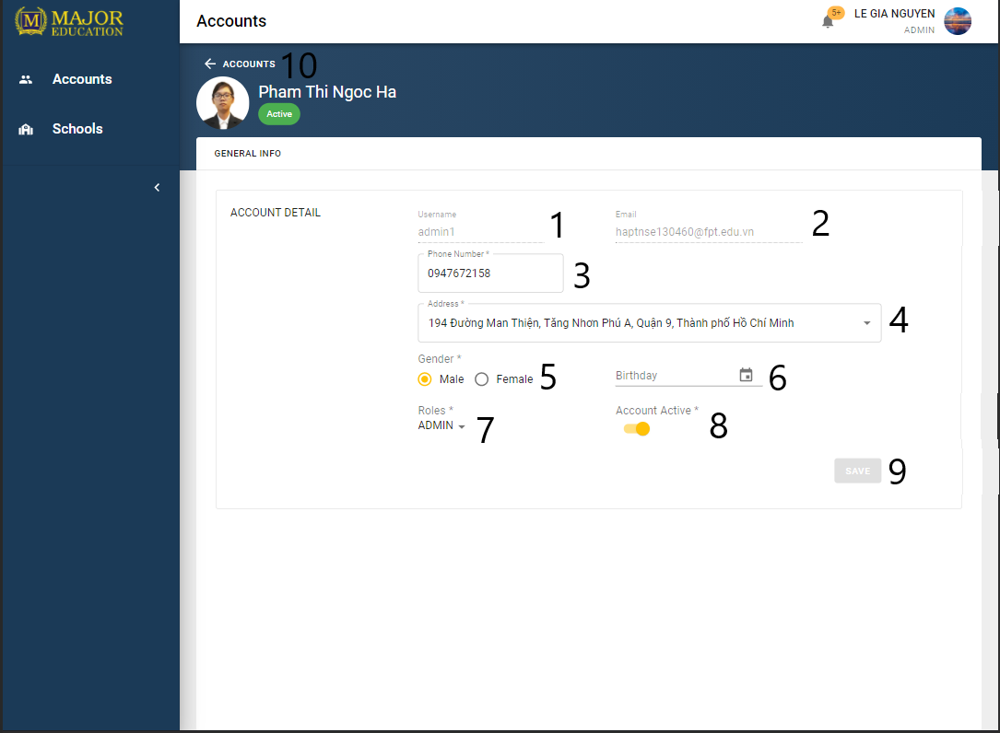 MAJOR
EDUCATION
Accounts
Schools
Accounts
5+
LE GIA NGUYEN
ADMIN
ACCOUNTS 10
Pham Thi Ngoc Ha
Active
GENERAL INFO
ACCOUNT DETAIL
Username
admin1
1
Email
haptnse130460@fpt.edu.vn
2
Phone Number *
0947672158
3
Address *
194 Đường Man Thiện, Tăng Nhơn Phú A, Quận 9, Thành phố Hồ Chí Minh
4
Gender *
Male Female 5
Birthday
6
Roles *
ADMIN
7
Account Active *
8
SAVE 9